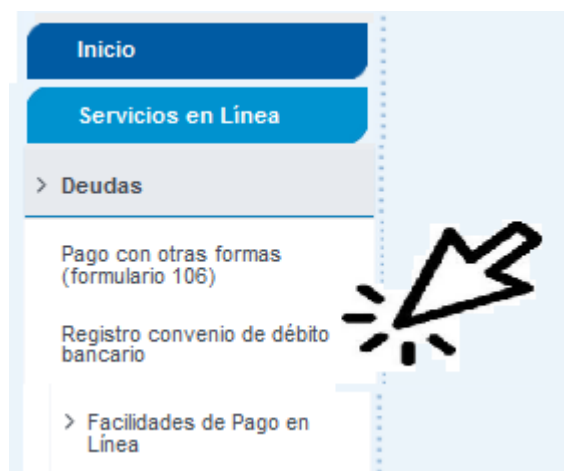 Inicio
Servicios en Línea
> Deudas
Pago con otras formas
(formulario 106)
Registro convenio de débito
bancario
> Facilidades de Pago en
Línea